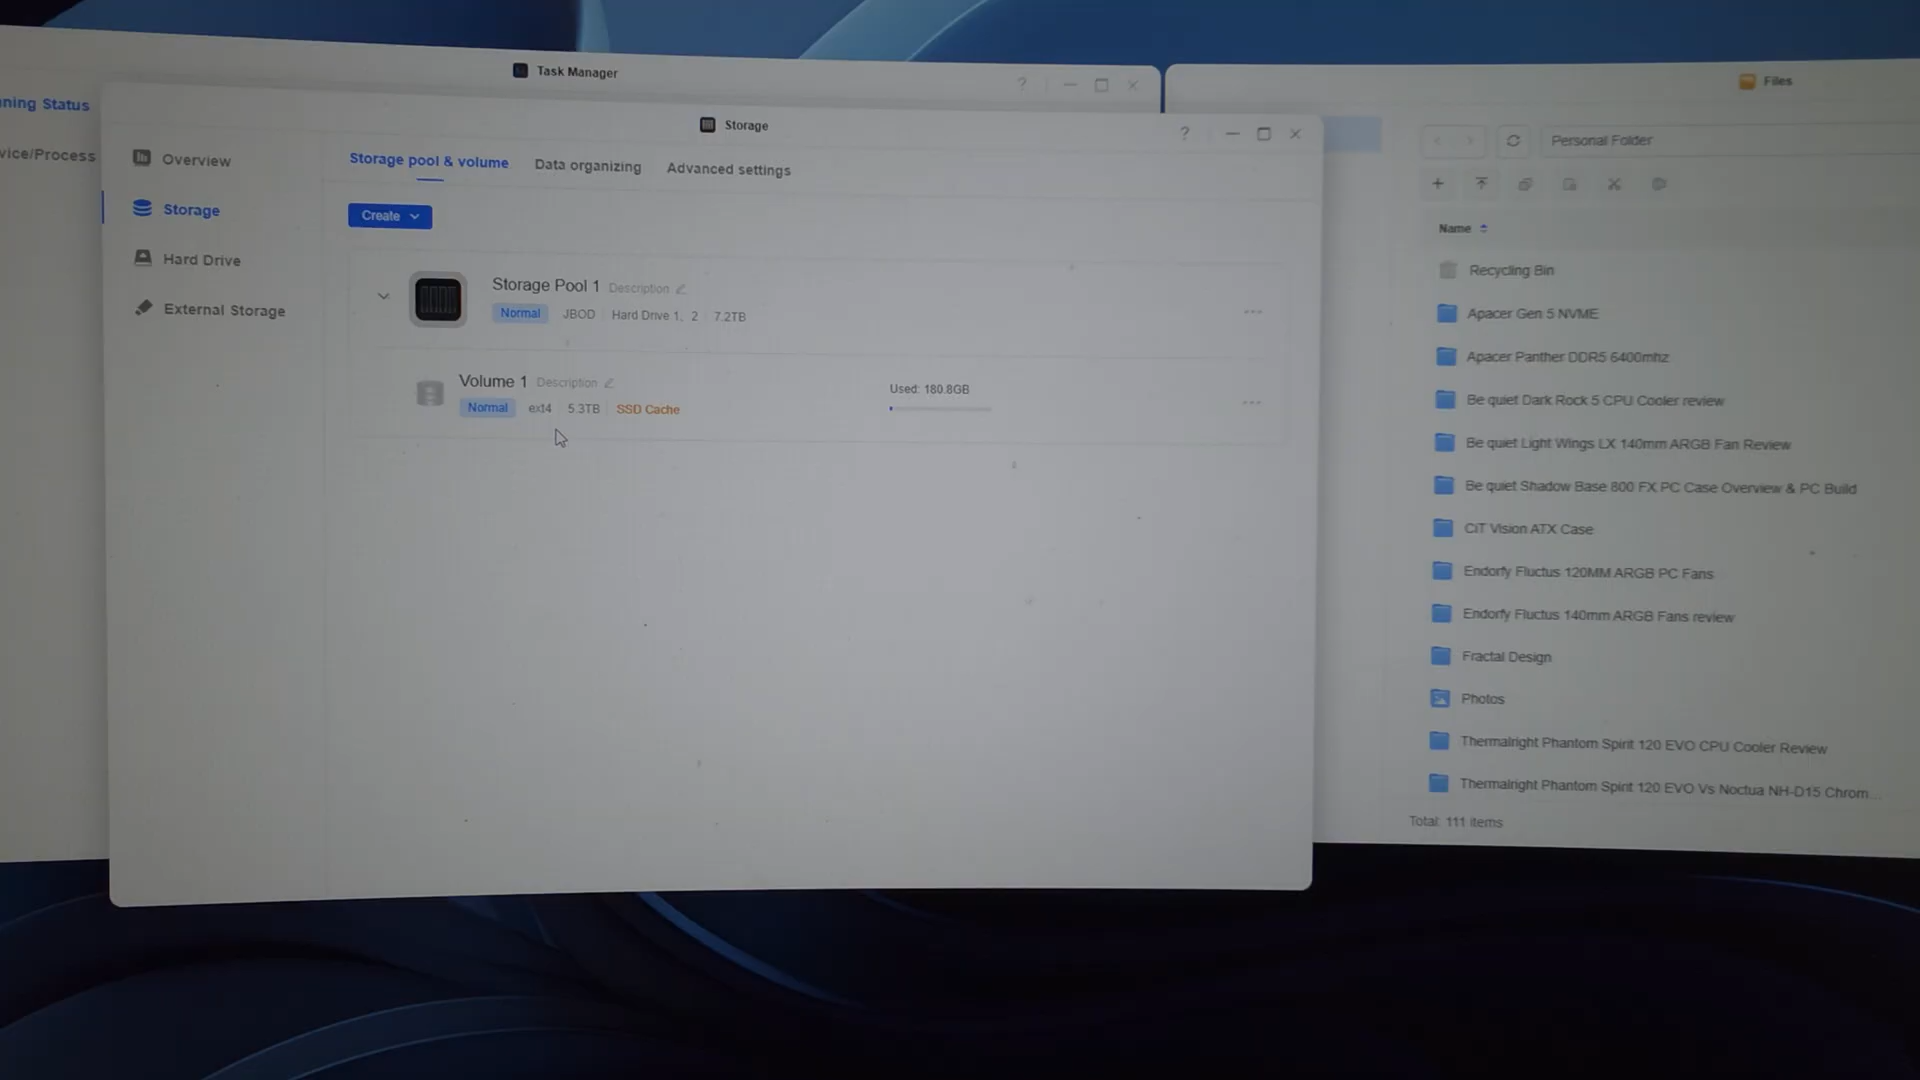 Task Manager
?
ning Status
vice/Process
Storage
?
Overview
Storage
Hard Drive
External Storage
Storage pool & volume
Data organizing
Advanced settings
Create
Storage Pool 1 Description
Normal JBOD Hard Drive 1, 2 7.2TB
Volume 1 Description
Normal ext4 5.3TB SSD Cache
Used: 180.8GB
Files
Personal Folder
Name
Recycling Bin
Apacer Gen 5 NVME
Apacer Panther DDR5 6400mhz
Be quiet Dark Rock 5 CPU Cooler review
Be quiet Light Wings LX 140mm ARGB Fan Review
Be quiet Shadow Base 800 FX PC Case Overview & PC Build
CiT Vision ATX Case
Endorfy Fluctus 120MM ARGB PC Fans
Endorfy Fluctus 140mm ARGB Fans review
Fractal Design
Photos
Thermalright Phantom Spirit 120 EVO CPU Cooler Review
Thermalright Phantom Spirit 120 EVO Vs Noctua NH-D15 Chrom...
Total: 111 items